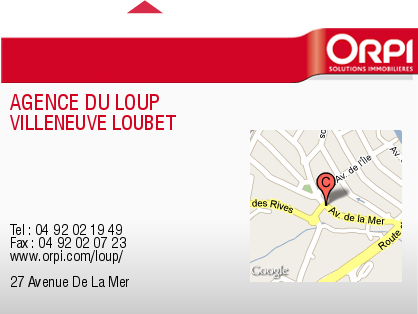 ORPI
SOLUTIONS IMMOBILIÈRES
AGENCE DU LOUP
VILLENEUVE LOUBET
Av. de l'Île
C
des Rives
Av. de la Mer
Route
Google
Tel : 04 92 02 19 49
Fax : 04 92 02 07 23
www.orpi.com/loup/
27 Avenue De La Mer